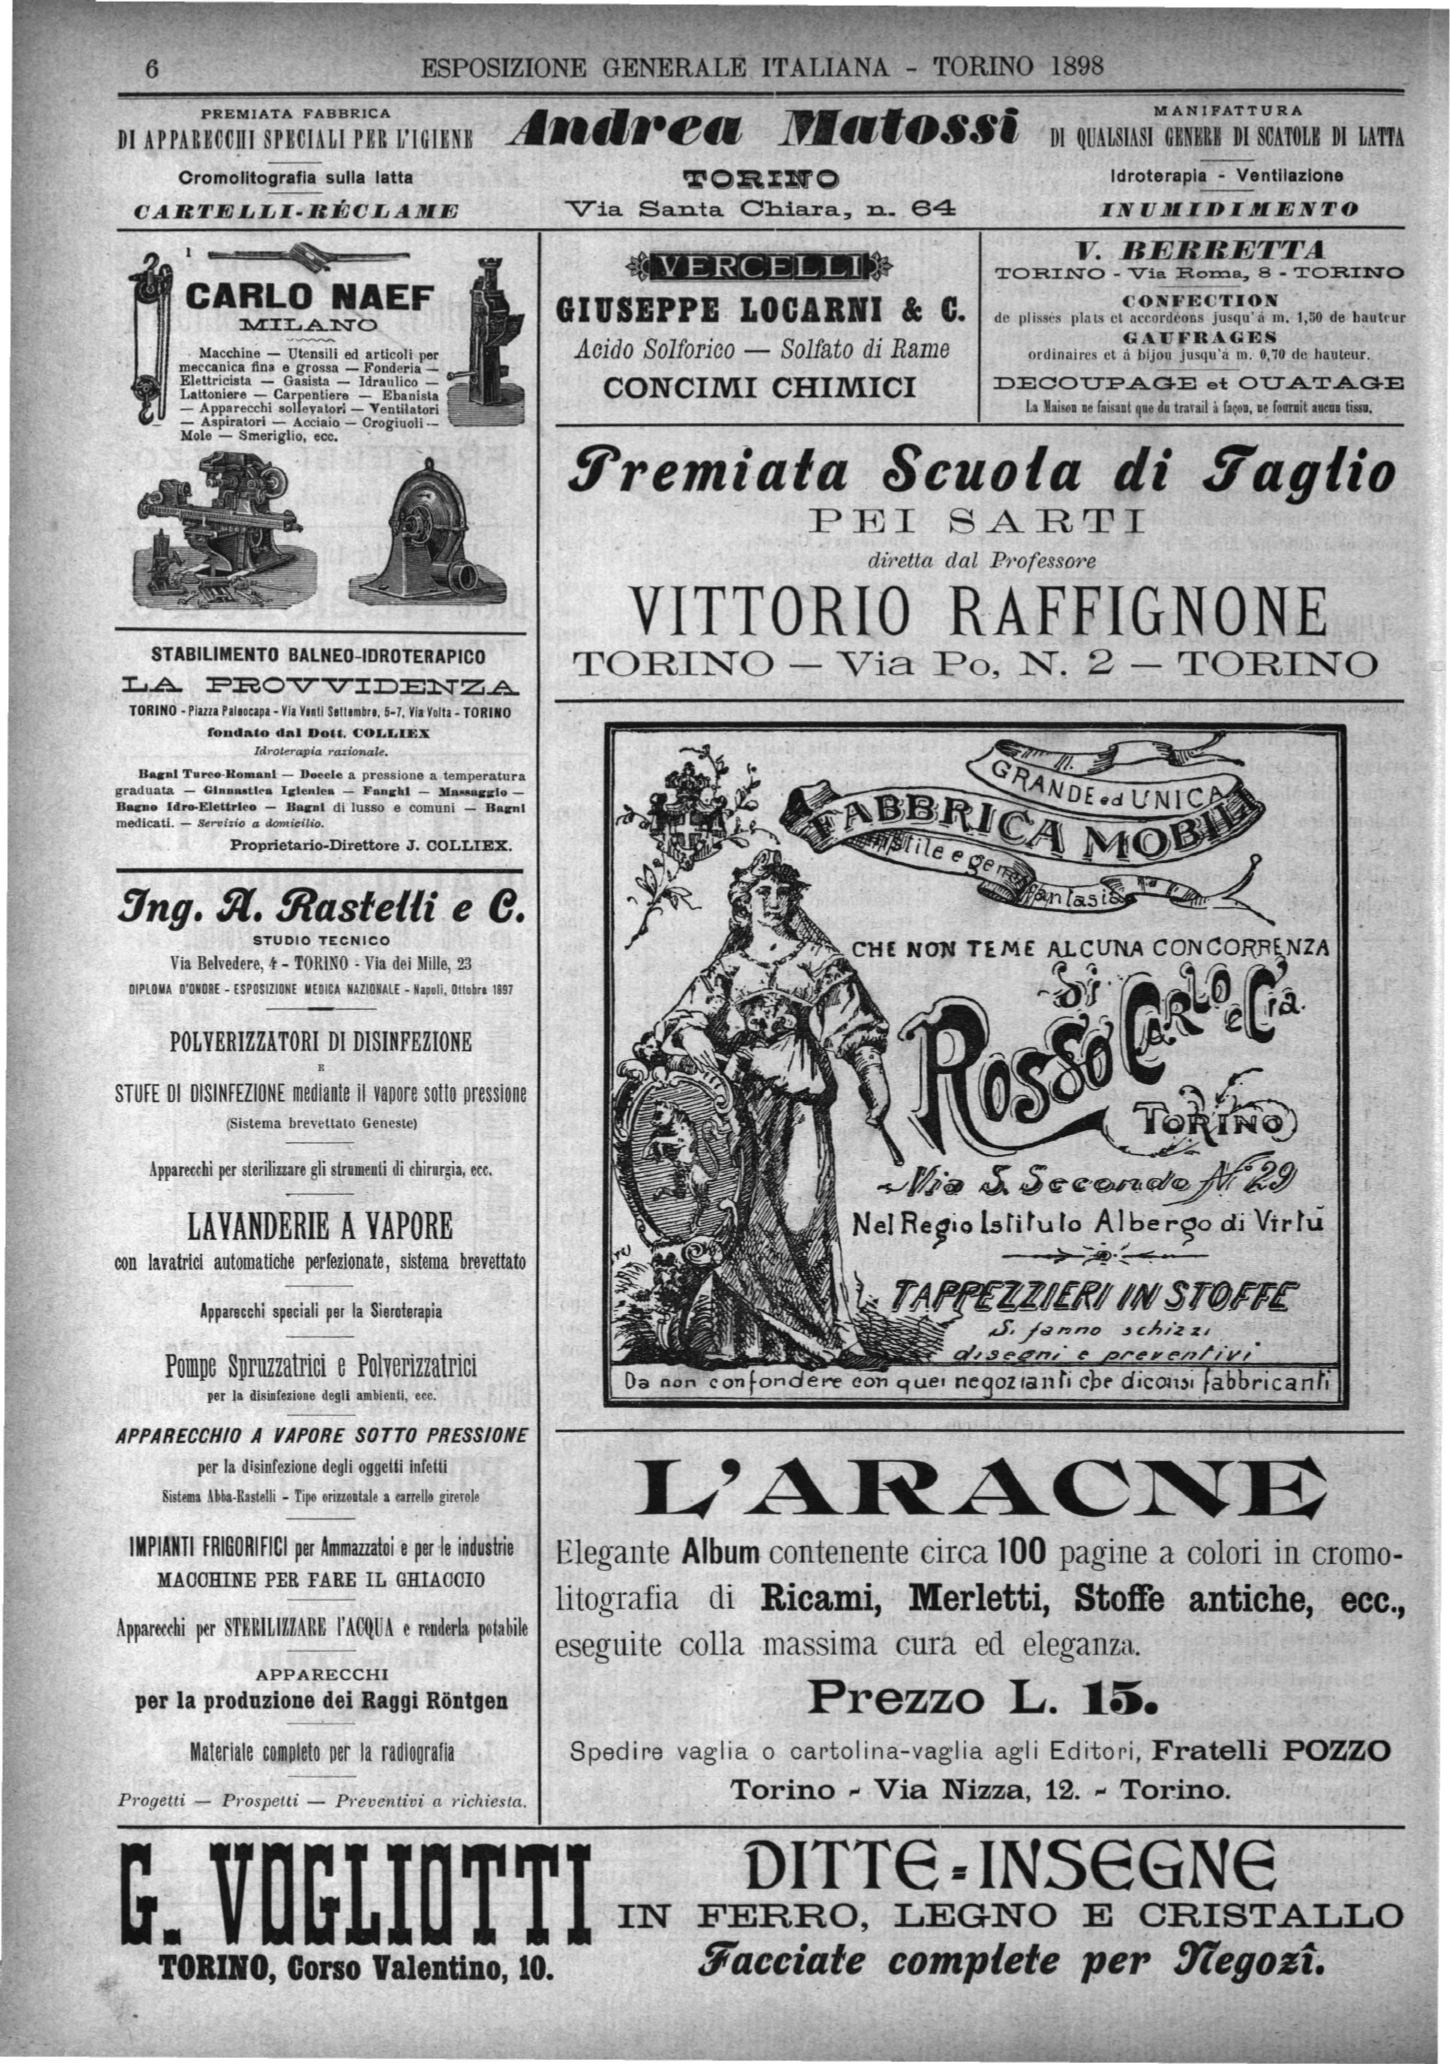 6
ESPOSIZIONE GENERALE ITALIANA - TORINO 1898
PREMIATA FABBRICA
DI APPARECCHI SPECIALI PER L'IGIENE
Cromolitografia sulla latta
CARTELLI-RÉCLAME
Andrea Matossi
TORINO
Via Santa Chiara, n. 64
MANIFATTURA
DI QUALSIASI GENERE DI SCATOLE DI LATTA
Idroterapia - Ventilazione
INUMIDIMENTO
1
CARLO NAEF
MILANO
Macchine — Utensili ed articoli per
meccanica fina e grossa — Fonderia —
Elettricista — Gasista — Idraulico —
Lattoniere — Carpentiere — Ebanista
— Apparecchi sollevatori — Ventilatori
— Aspiratori — Acciaio — Crogiuoli —
Mole — Smeriglio, ecc.
STABILIMENTO BALNEO-IDROTERAPICO
LA PROVVIDENZA
TORINO - Piazza Paleocapa - Via Venti Settembre, 5-7, Via Volta - TORINO
fondato dal Dott. COLLIEX
Idroterapia razionale.
Bagni Turco-Romani — Doccie a pressione a temperatura
graduata — Ginnastica Igienica — Fanghi — Massaggio —
Bagno Idro-Elettrico — Bagni di lusso e comuni — Bagni
medicati. — Servizio a domicilio.
Proprietario-Direttore J. COLLIEX.
Ing. A. Rastelli e C.
STUDIO TECNICO
Via Belvedere, 4 - TORINO - Via dei Mille, 23
DIPLOMA D'ONORE - ESPOSIZIONE MEDICA NAZIONALE - Napoli, Ottobre 1897
POLVERIZZATORI DI DISINFEZIONE
E
STUFE DI DISINFEZIONE mediante il vapore sotto pressione
(Sistema brevettato Geneste)
Apparecchi per sterilizzare gli strumenti di chirurgia, ecc.
LAVANDERIE A VAPORE
con lavatrici automatiche perfezionate, sistema brevettato
Apparecchi speciali per la Sieroterapia
Pompe Spruzzatrici e Polverizzatrici
per la disinfezione degli ambienti, ecc.
APPARECCHIO A VAPORE SOTTO PRESSIONE
per la disinfezione degli oggetti infetti
Sistema Abba-Rastelli - Tipo orizzontale a carrello girevole
IMPIANTI FRIGORIFICI per Ammazzatoi e per le industrie
MACCHINE PER FARE IL GHIACCIO
Apparecchi per STERILIZZARE l'ACQUA e renderla potabile
APPARECCHI
per la produzione dei Raggi Röntgen
Materiale completo per la radiografia
Progetti — Prospetti — Preventivi a richiesta.
VERCELLI
GIUSEPPE LOCARNI & C.
Acido Solforico — Solfato di Rame
CONCIMI CHIMICI
V. BERRETTA
TORINO - Via Roma, 8 - TORINO
CONFECTION
de plissés plats et accordéons jusqu'à m. 1,50 de hauteur
GAUFRAGES
ordinaires et à bijou jusqu'à m. 0,70 de hauteur.
DECOUPAGE et OUATAGE
La Maison ne faisant que du travail à façon, ne fournit aucun tissu.
Premiata Scuola di Taglio
PEI SARTI
diretta dal Professore
VITTORIO RAFFIGNONE
TORINO — Via Po, N. 2 — TORINO
GRANDE ed UNICA
FABBRICA MOBILI
in stile e genere fantasia
CHE NON TEME ALCUNA CONCORRENZA
di
ROSSO CARLO e Cia.
TORINO
Via S. Secondo N° 29
Nel Regio Istituto Albergo di Virtù
TAPPEZZIERI IN STOFFE
Si fanno schizzi
disegni e preventivi
Da non confondere con quei negozianti che diconsi fabbricanti
L'ARACNE
Elegante Album contenente circa 100 pagine a colori in cromo-
litografia di Ricami, Merletti, Stoffe antiche, ecc.,
eseguite colla massima cura ed eleganza.
Prezzo L. 15.
Spedire vaglia o cartolina-vaglia agli Editori, Fratelli POZZO
Torino - Via Nizza, 12. - Torino.
G. VOGLIOTTI
TORINO, Corso Valentino, 10.
DITTE-INSEGNE
IN FERRO, LEGNO E CRISTALLO
Facciate complete per Negozî.